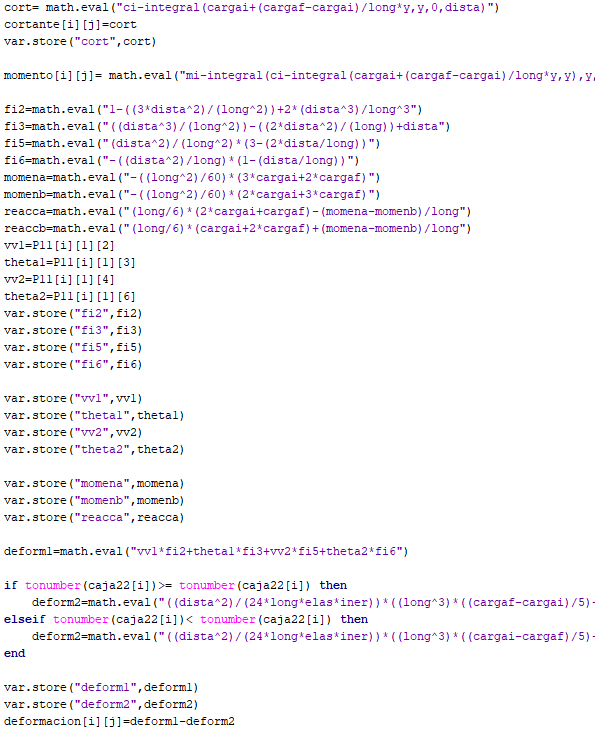 cort= math.eval("ci-integral(cargai+(cargaf-cargai)/long*y,y,0,dista)")
cortante[i][j]=cort
var.store("cort",cort)
momento[i][j]= math.eval("mi-integral(ci-integral(cargai+(cargaf-cargai)/long*y,y),y,
fi2=math.eval("1-((3*dista^2)/(long^2))+2*(dista^3)/long^3")
fi3=math.eval("((dista^3)/(long^2))-((2*dista^2)/(long))+dista")
fi5=math.eval("(dista^2)/(long^2)*(3-(2*dista/long))")
fi6=math.eval("-((dista^2)/long)*(1-(dista/long))")
momena=math.eval("-((long^2)/60)*(3*cargai+2*cargaf)")
momenb=math.eval("-((long^2)/60)*(2*cargai+3*cargaf)")
reacca=math.eval("(long/6)*(2*cargai+cargaf)-(momena-momenb)/long")
reaccb=math.eval("(long/6)*(cargai+2*cargaf)+(momena-momenb)/long")
vv1=P11[i][1][2]
theta1=P11[i][1][3]
vv2=P11[i][1][4]
theta2=P11[i][1][6]
var.store("fi2",fi2)
var.store("fi3",fi3)
var.store("fi5",fi5)
var.store("fi6",fi6)
var.store("vv1",vv1)
var.store("theta1",theta1)
var.store("vv2",vv2)
var.store("theta2",theta2)
var.store("momena",momena)
var.store("momenb",momenb)
var.store("reacca",reacca)
deform1=math.eval("vv1*fi2+theta1*fi3+vv2*fi5+theta2*fi6")
if tonumber(caja22[i])>= tonumber(caja22[i]) then
deform2=math.eval("((dista^2)/(24*long*elas*iner))*((long^3)*((cargaf-cargai)/5)-
elseif tonumber(caja22[i])< tonumber(caja22[i]) then
deform2=math.eval("((dista^2)/(24*long*elas*iner))*((long^3)*((cargai-cargaf)/5)-
end
var.store("deform1",deform1)
var.store("deform2",deform2)
deformacion[i][j]=deform1-deform2